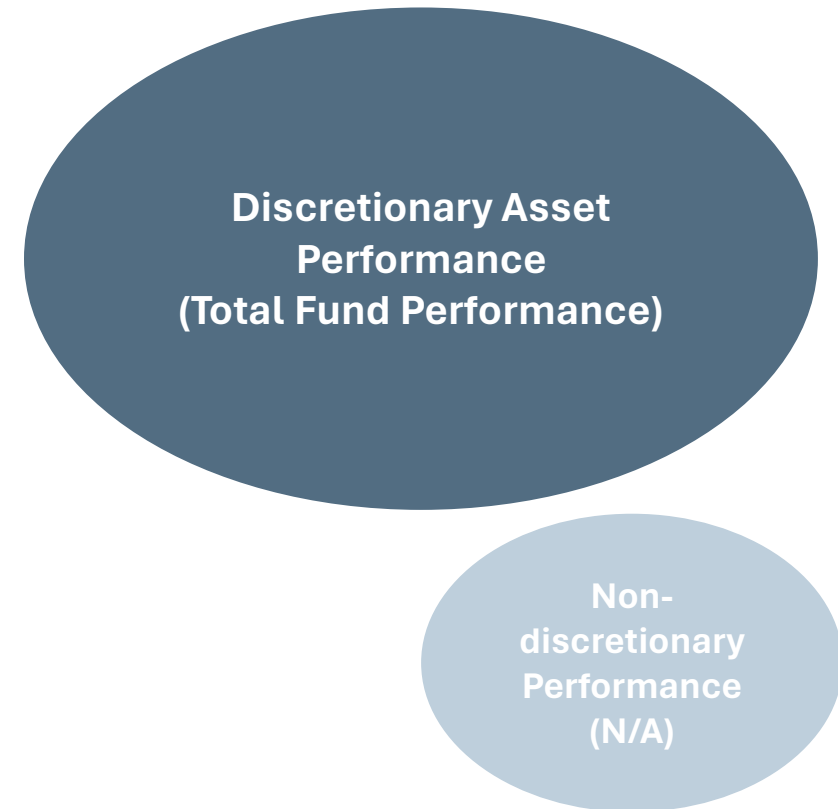 Discretionary Asset
Performance
(Total Fund Performance)
Non-
discretionary
Performance
(N/A)